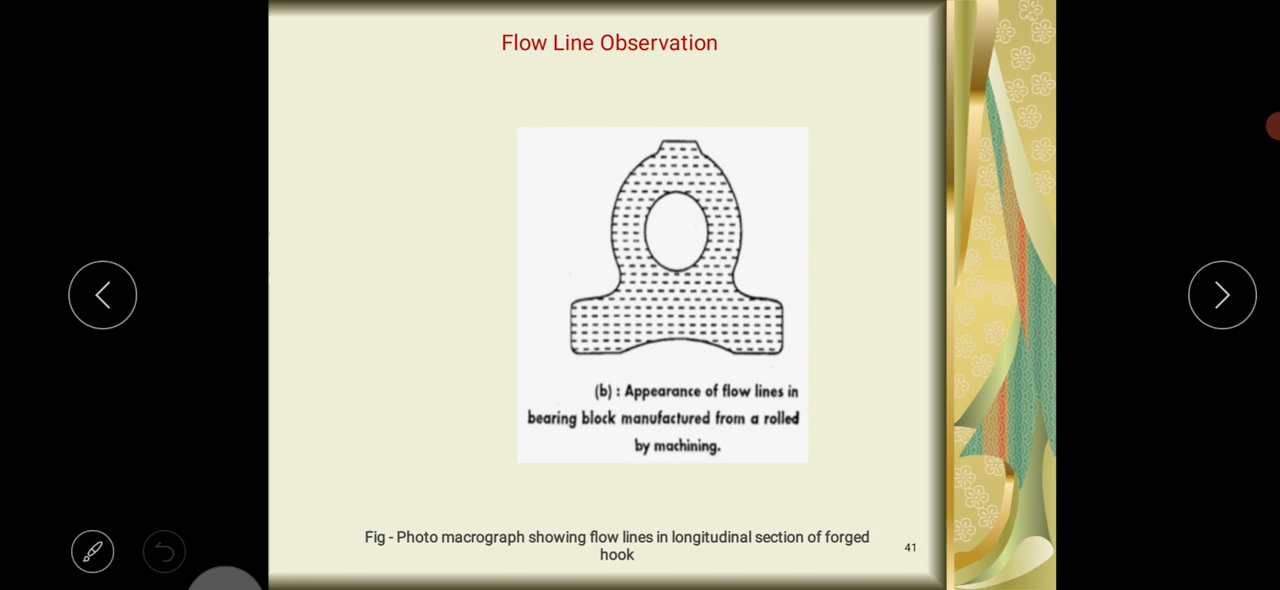 Flow Line Observation
(b) : Appearance of flow lines in
bearing block manufactured from a rolled
by machining.
Fig - Photo macrograph showing flow lines in longitudinal section of forged
hook
41